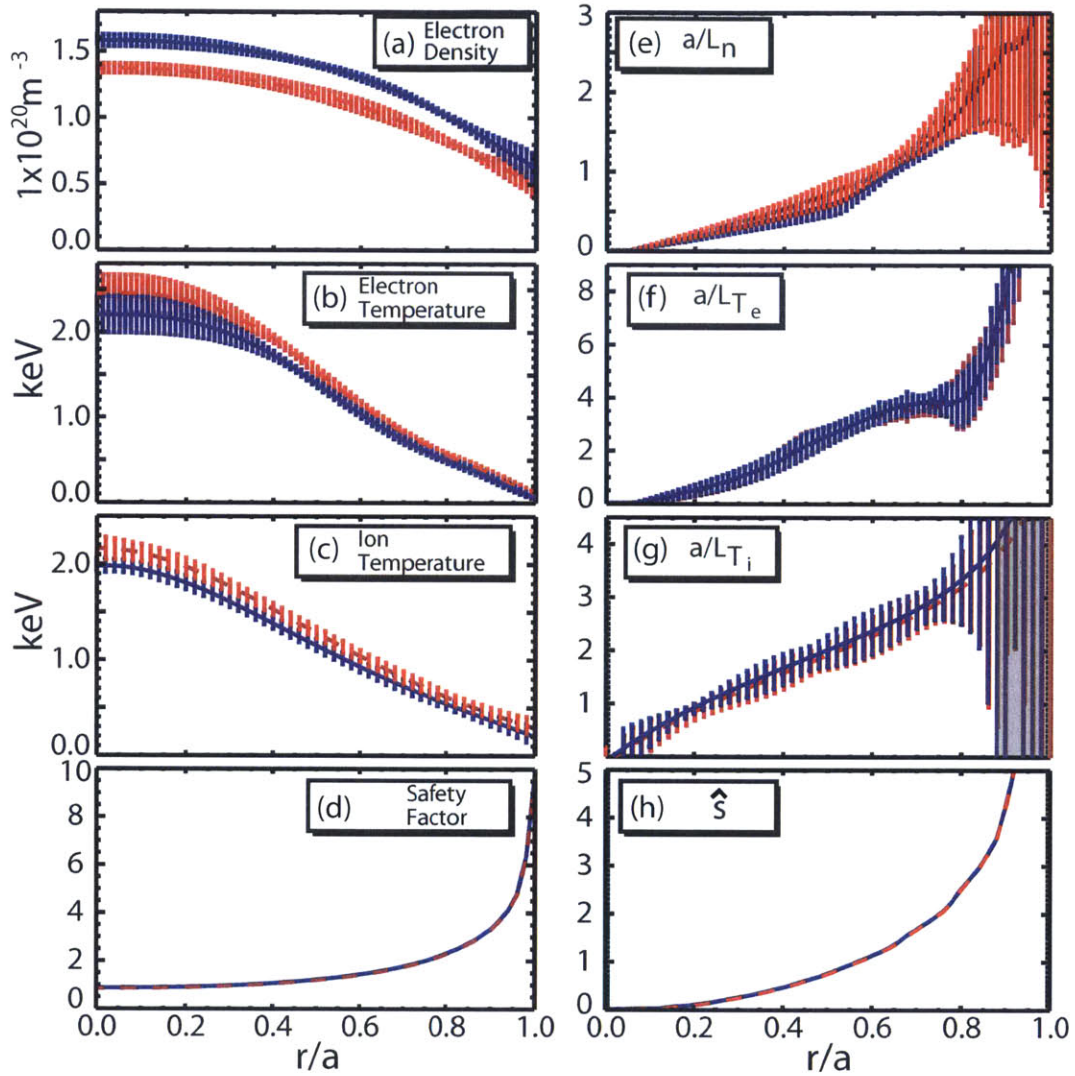 (a) Electron
Density
1x10²⁰m⁻³
1.5
1.0
0.5
0.0
(b) Electron
Temperature
keV
2.0
1.0
0.0
(c) Ion
Temperature
keV
2.0
1.0
0.0
(d) Safety
Factor
10
8
6
4
2
0
0.0 0.2 0.4 0.6 0.8 1.0
r/a
(e) a/Lₙ
3
2
1
0
(f) a/L_Tₑ
8
6
4
2
0
(g) a/L_Tᵢ
4
3
2
1
(h) ŝ
5
4
3
2
1
0
0.0 0.2 0.4 0.6 0.8 1.0
r/a